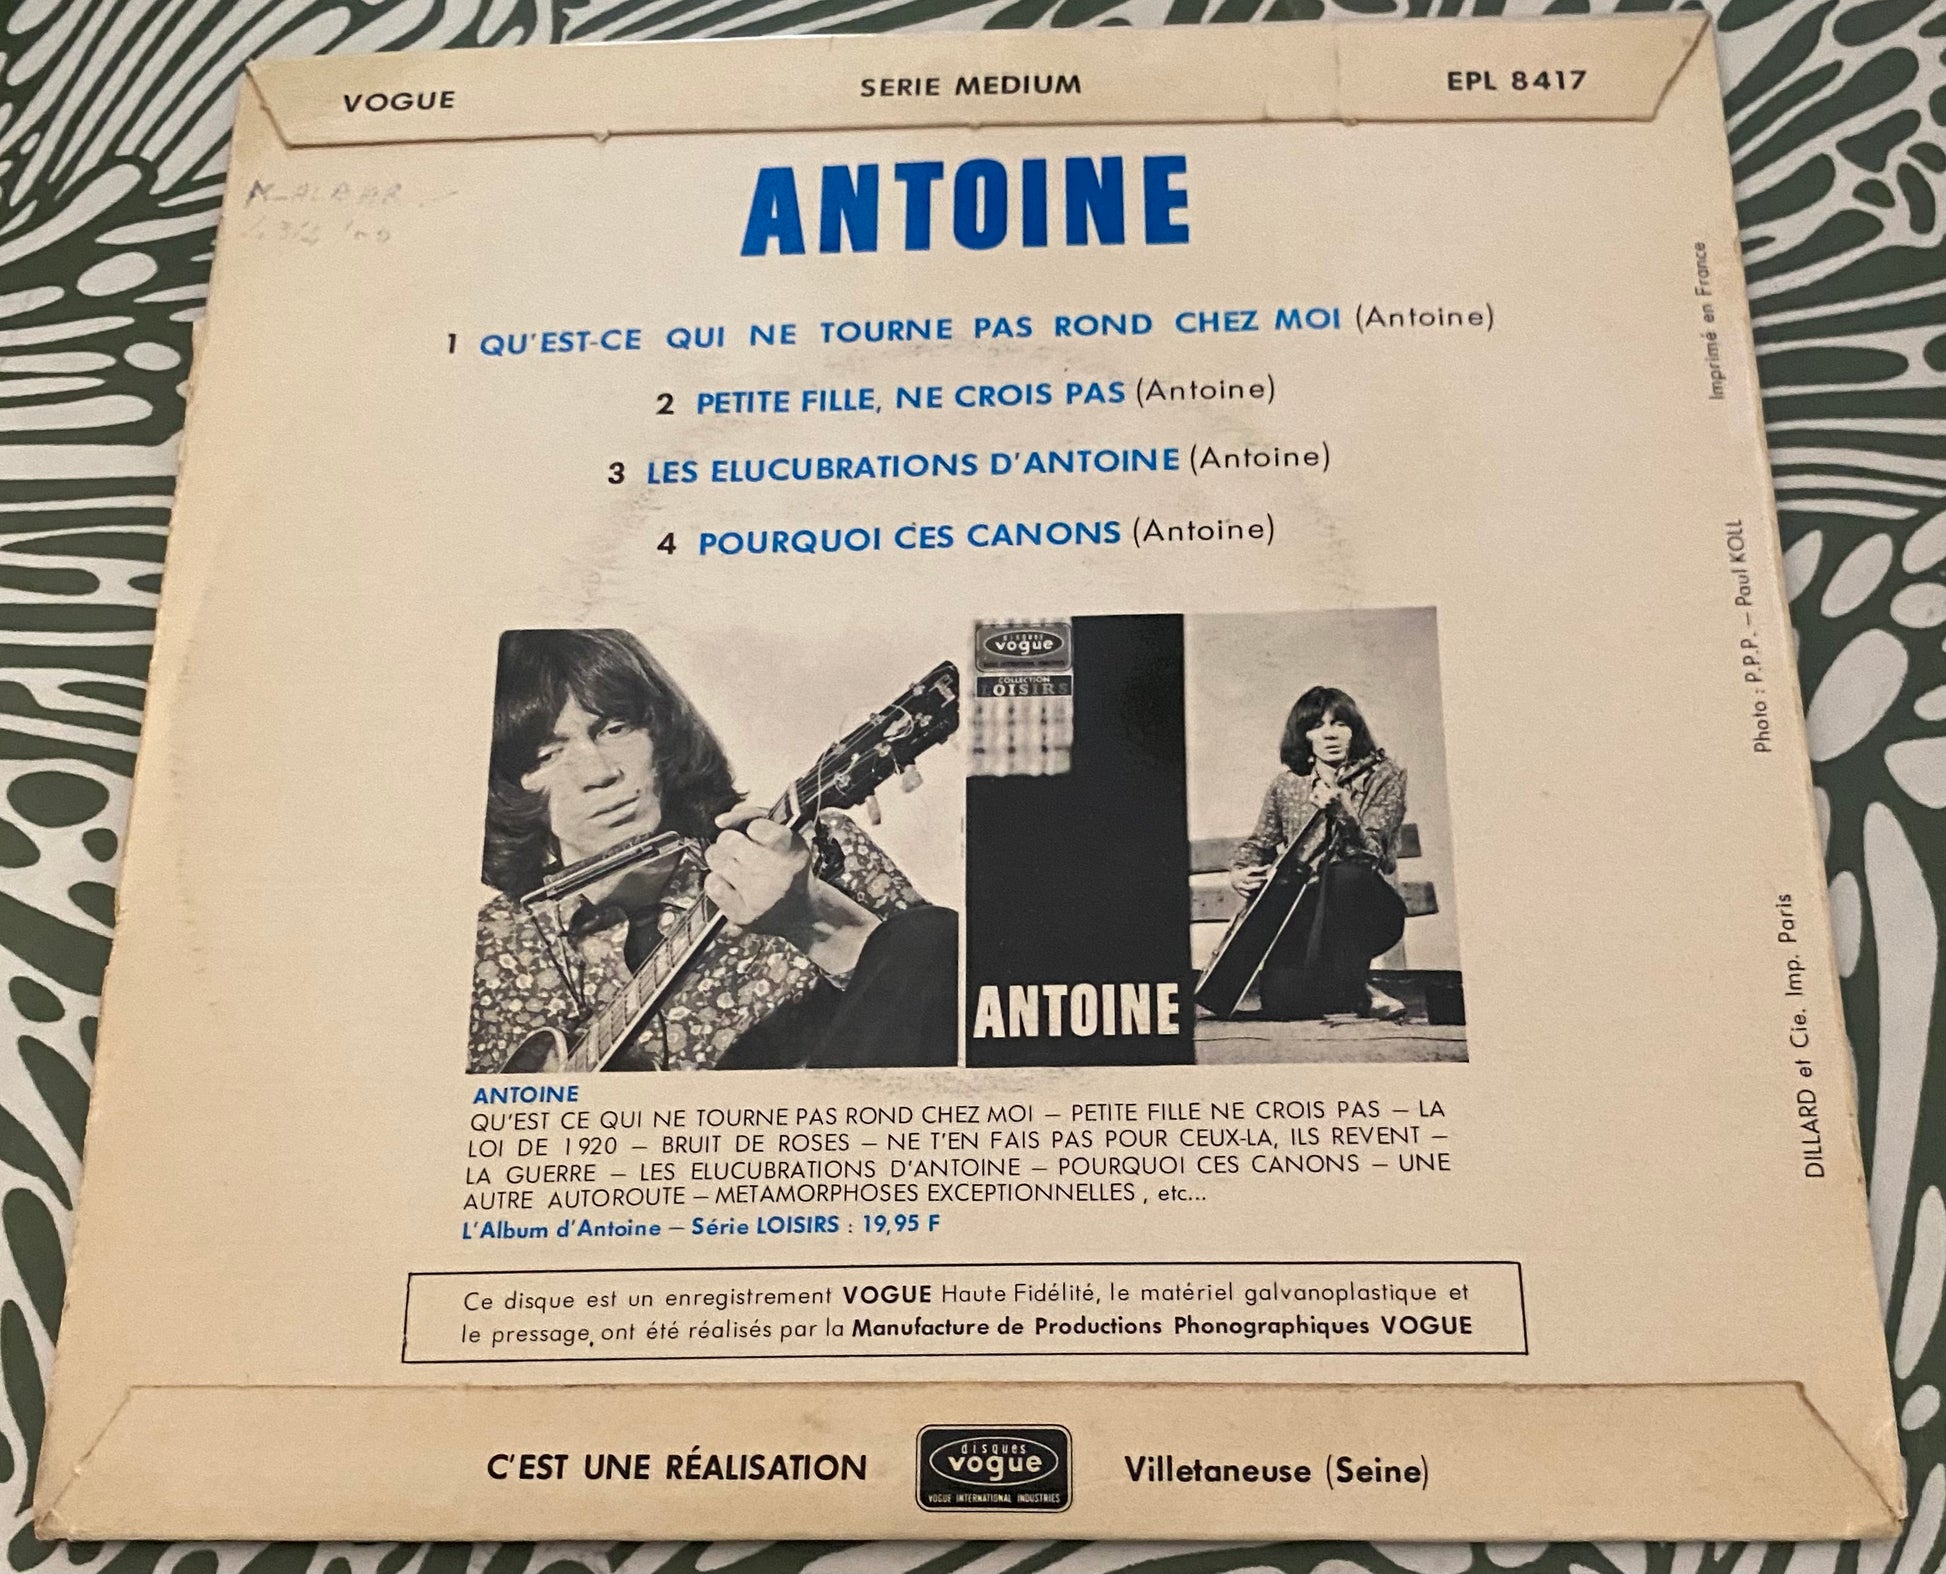 VOGUE SERIE MEDIUM EPL 8417
ANTOINE
1 QU'EST-CE QUI NE TOURNE PAS ROND CHEZ MOI (Antoine)
2 PETITE FILLE, NE CROIS PAS (Antoine)
3 LES ELUCUBRATIONS D'ANTOINE (Antoine)
4 POURQUOI CES CANONS (Antoine)
disques
vogue
COLLECTION
LOISIRS
ANTOINE
ANTOINE
QU'EST CE QUI NE TOURNE PAS ROND CHEZ MOI – PETITE FILLE NE CROIS PAS – LA
LOI DE 1920 – BRUIT DE ROSES – NE T'EN FAIS PAS POUR CEUX-LA, ILS REVENT –
LA GUERRE – LES ELUCUBRATIONS D'ANTOINE – POURQUOI CES CANONS – UNE
AUTRE AUTOROUTE – METAMORPHOSES EXCEPTIONNELLES , etc...
L'Album d'Antoine – Série LOISIRS : 19,95 F
Ce disque est un enregistrement VOGUE Haute Fidélité, le matériel galvanoplastique et
le pressage, ont été réalisés par la Manufacture de Productions Phonographiques VOGUE
C'EST UNE RÉALISATION
disques
vogue
VOGUE INTERNATIONAL INDUSTRIES
Villetaneuse (Seine)
Imprimé en France
Photo : P.P.P. – Paul KOLL
DILLARD et Cie. Imp. Paris